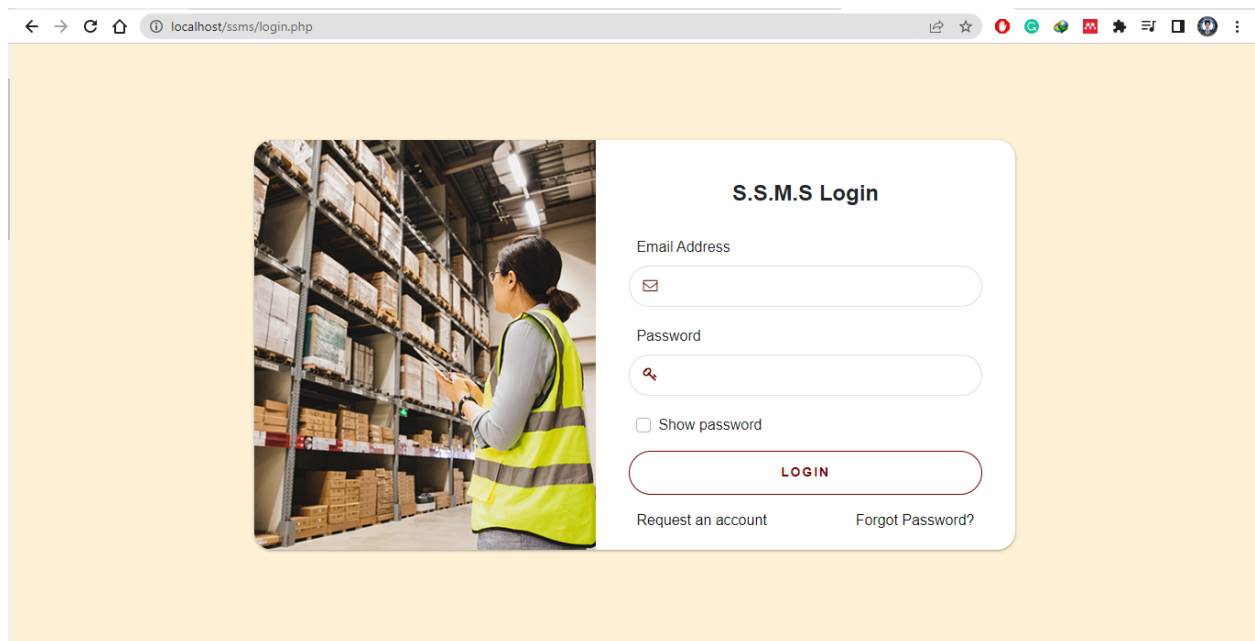 localhost/ssms/login.php
S.S.M.S Login
Email Address
Password
Show password
LOGIN
Request an account Forgot Password?